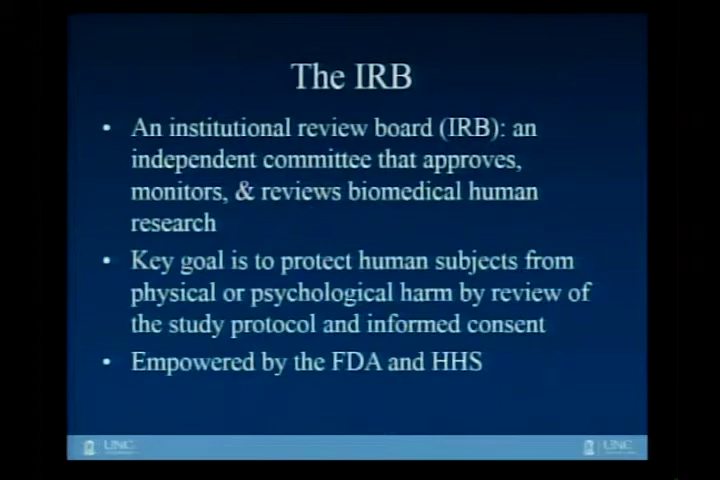 The IRB
• An institutional review board (IRB): an
independent committee that approves,
monitors, & reviews biomedical human
research
• Key goal is to protect human subjects from
physical or psychological harm by review of
the study protocol and informed consent
• Empowered by the FDA and HHS
UNC
UNC